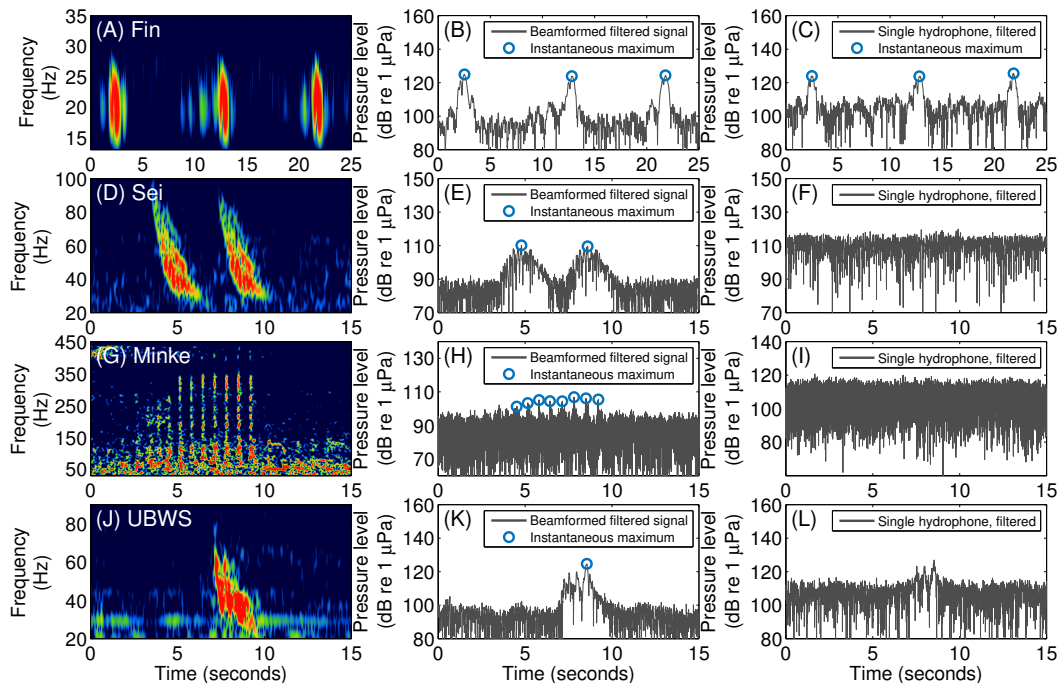 (A) Fin
Frequency
(Hz)
35
30
25
20
15
0 5 10 15 20 25
(B)
Beamformed filtered signal
Instantaneous maximum
Pressure level
(dB re 1 μPa)
160
140
120
100
80
0 5 10 15 20 25
(C)
Single hydrophone, filtered
Instantaneous maximum
Pressure level
(dB re 1 μPa)
160
140
120
100
80
0 5 10 15 20 25
(D) Sei
Frequency
(Hz)
100
80
60
40
20
0 5 10 15
(E)
Beamformed filtered signal
Instantaneous maximum
Pressure level
(dB re 1 μPa)
150
130
110
90
70
0 5 10 15
(F)
Single hydrophone, filtered
Pressure level
(dB re 1 μPa)
150
130
110
90
70
0 5 10 15
(G) Minke
Frequency
(Hz)
450
350
250
150
50
0 5 10 15
(H)
Beamformed filtered signal
Instantaneous maximum
Pressure level
(dB re 1 μPa)
130
110
90
70
0 5 10 15
(I)
Single hydrophone, filtered
Pressure level
(dB re 1 μPa)
140
120
100
80
0 5 10 15
(J) UBWS
Frequency
(Hz)
80
60
40
20
0 5 10 15
Time (seconds)
(K)
Beamformed filtered signal
Instantaneous maximum
Pressure level
(dB re 1 μPa)
160
140
120
100
80
0 5 10 15
Time (seconds)
(L)
Single hydrophone, filtered
Pressure level
(dB re 1 μPa)
160
140
120
100
80
0 5 10 15
Time (seconds)